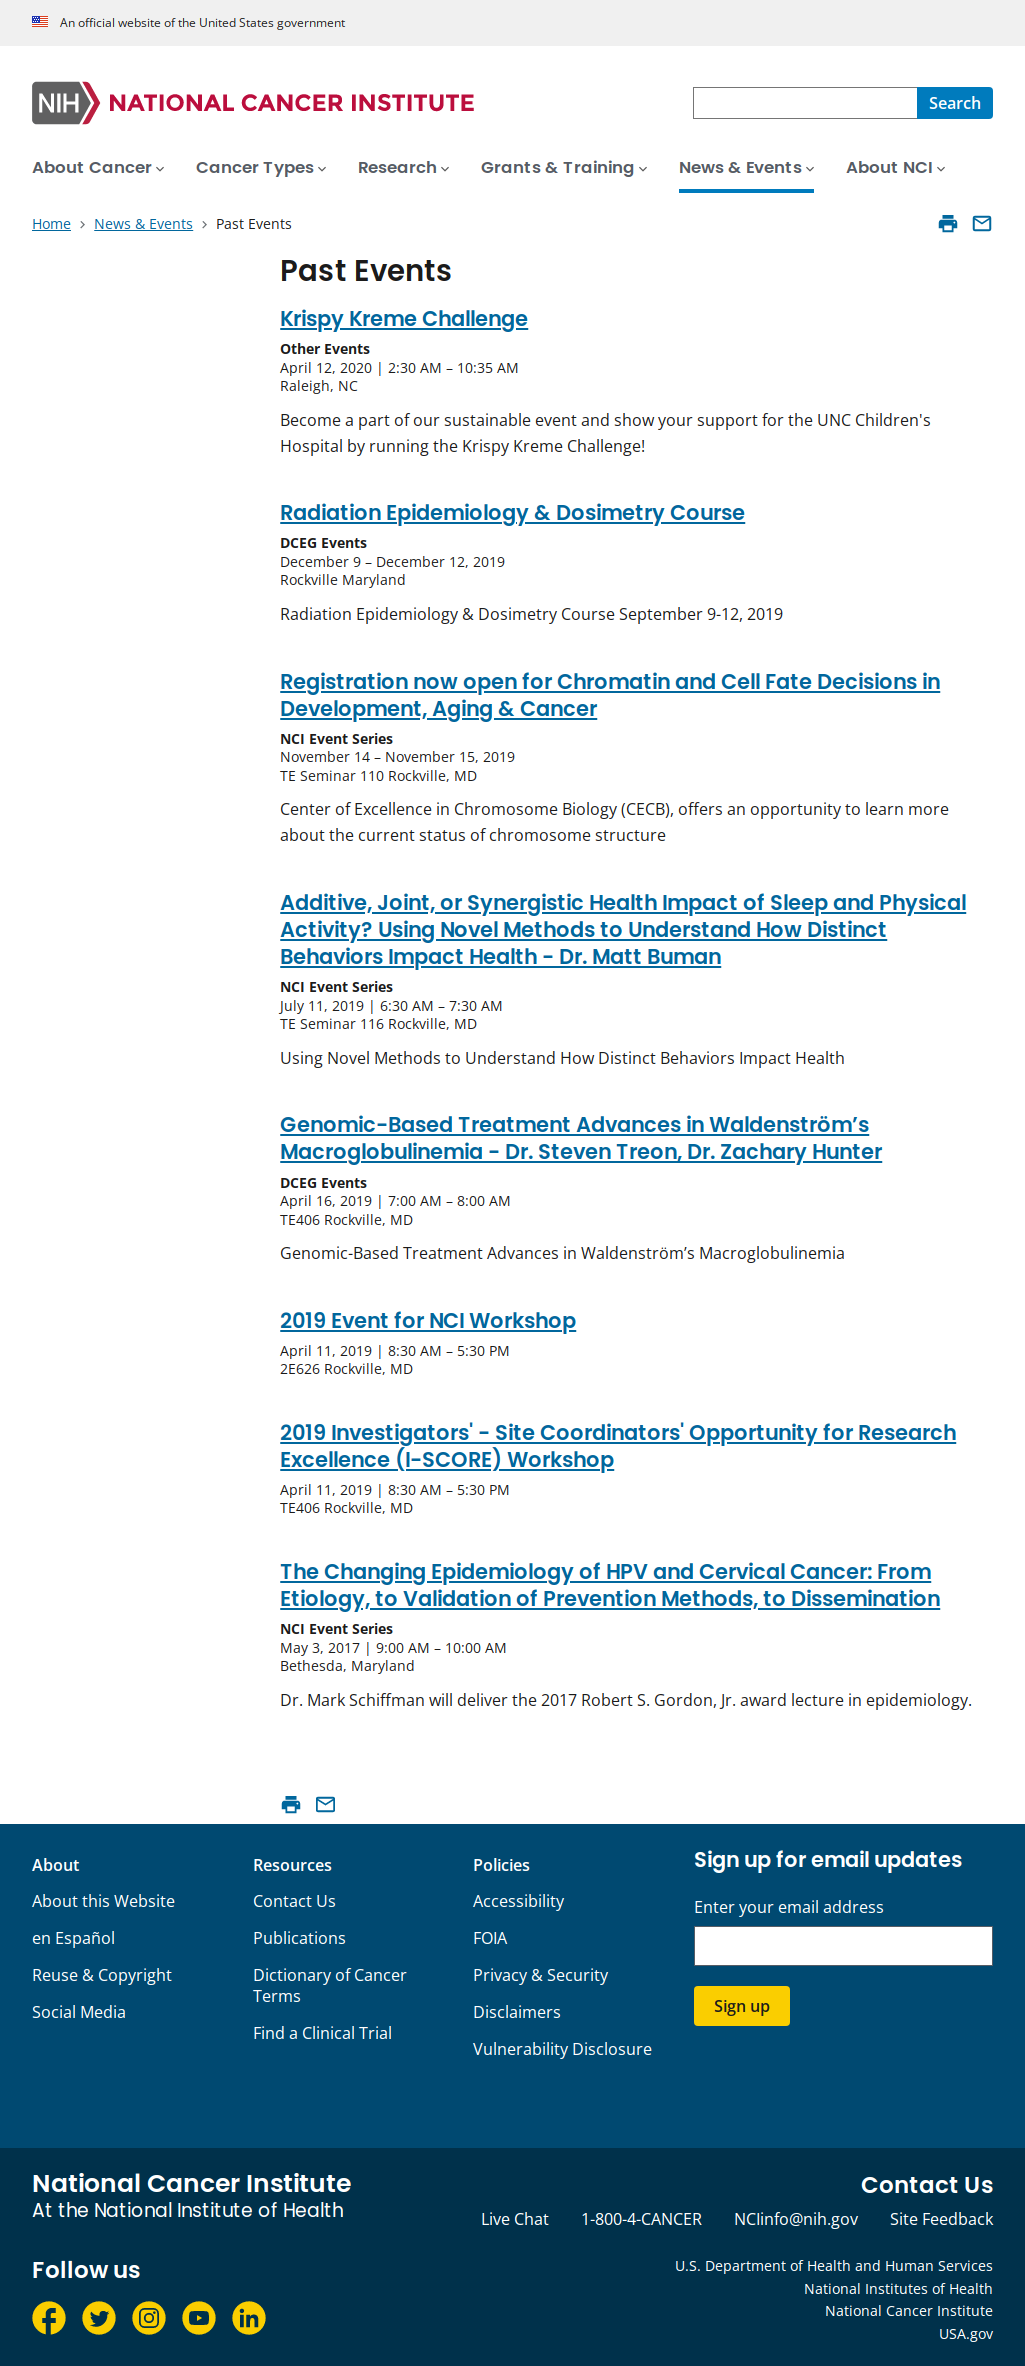 An official website of the United States government
NIH NATIONAL CANCER INSTITUTE
Search
About Cancer Cancer Types Research Grants & Training News & Events About NCI
Home > News & Events > Past Events
Past Events
Krispy Kreme Challenge
Other Events
April 12, 2020 | 2:30 AM – 10:35 AM
Raleigh, NC
Become a part of our sustainable event and show your support for the UNC Children's
Hospital by running the Krispy Kreme Challenge!
Radiation Epidemiology & Dosimetry Course
DCEG Events
December 9 – December 12, 2019
Rockville Maryland
Radiation Epidemiology & Dosimetry Course September 9-12, 2019
Registration now open for Chromatin and Cell Fate Decisions in
Development, Aging & Cancer
NCI Event Series
November 14 – November 15, 2019
TE Seminar 110 Rockville, MD
Center of Excellence in Chromosome Biology (CECB), offers an opportunity to learn more
about the current status of chromosome structure
Additive, Joint, or Synergistic Health Impact of Sleep and Physical
Activity? Using Novel Methods to Understand How Distinct
Behaviors Impact Health - Dr. Matt Buman
NCI Event Series
July 11, 2019 | 6:30 AM – 7:30 AM
TE Seminar 116 Rockville, MD
Using Novel Methods to Understand How Distinct Behaviors Impact Health
Genomic-Based Treatment Advances in Waldenström’s
Macroglobulinemia - Dr. Steven Treon, Dr. Zachary Hunter
DCEG Events
April 16, 2019 | 7:00 AM – 8:00 AM
TE406 Rockville, MD
Genomic-Based Treatment Advances in Waldenström’s Macroglobulinemia
2019 Event for NCI Workshop
April 11, 2019 | 8:30 AM – 5:30 PM
2E626 Rockville, MD
2019 Investigators' - Site Coordinators' Opportunity for Research
Excellence (I-SCORE) Workshop
April 11, 2019 | 8:30 AM – 5:30 PM
TE406 Rockville, MD
The Changing Epidemiology of HPV and Cervical Cancer: From
Etiology, to Validation of Prevention Methods, to Dissemination
NCI Event Series
May 3, 2017 | 9:00 AM – 10:00 AM
Bethesda, Maryland
Dr. Mark Schiffman will deliver the 2017 Robert S. Gordon, Jr. award lecture in epidemiology.
About
About this Website
en Español
Reuse & Copyright
Social Media
Resources
Contact Us
Publications
Dictionary of Cancer
Terms
Find a Clinical Trial
Policies
Accessibility
FOIA
Privacy & Security
Disclaimers
Vulnerability Disclosure
Sign up for email updates
Enter your email address
Sign up
National Cancer Institute
At the National Institute of Health
Contact Us
Live Chat 1-800-4-CANCER NCIinfo@nih.gov Site Feedback
Follow us
U.S. Department of Health and Human Services
National Institutes of Health
National Cancer Institute
USA.gov